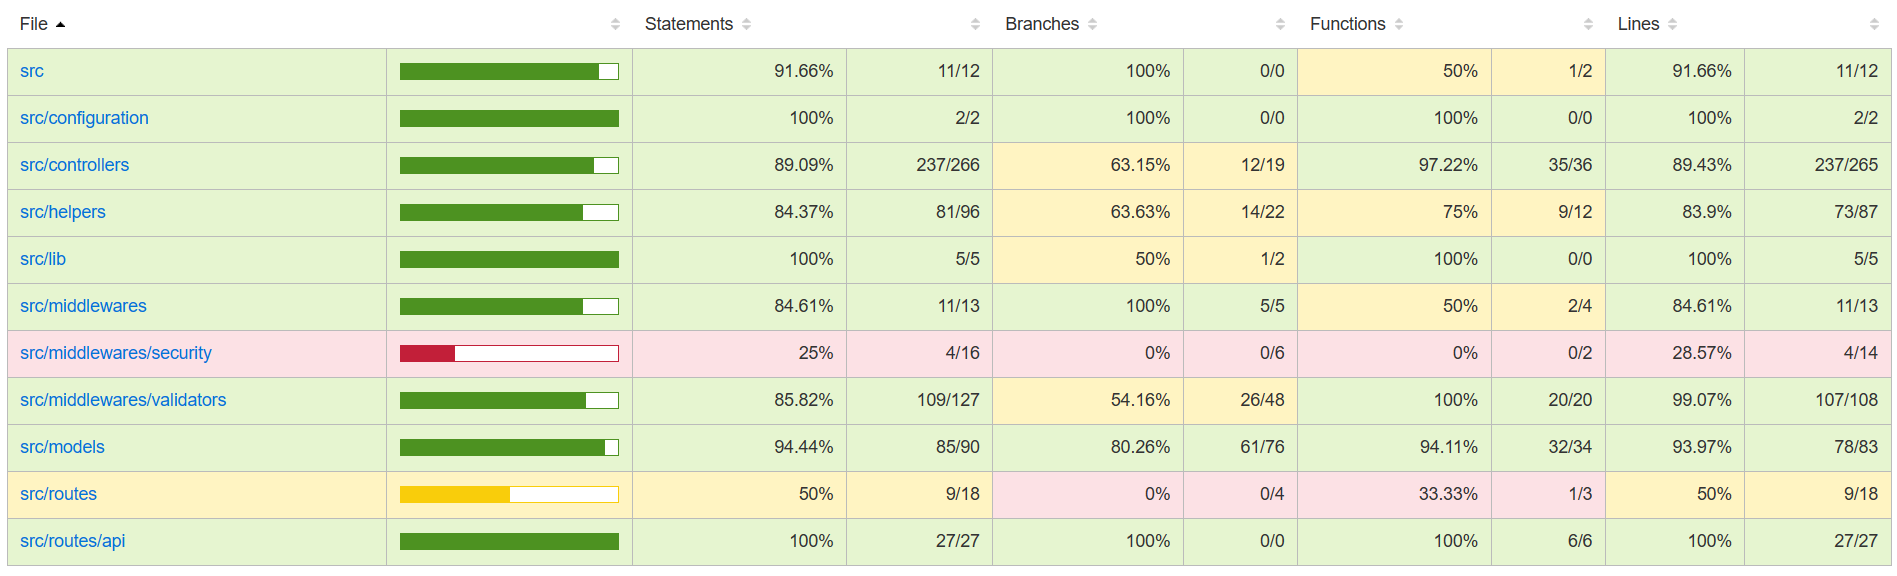 File Statements Branches Functions Lines
src 91.66% 11/12 100% 0/0 50% 1/2 91.66% 11/12
src/configuration 100% 2/2 100% 0/0 100% 0/0 100% 2/2
src/controllers 89.09% 237/266 63.15% 12/19 97.22% 35/36 89.43% 237/265
src/helpers 84.37% 81/96 63.63% 14/22 75% 9/12 83.9% 73/87
src/lib 100% 5/5 50% 1/2 100% 0/0 100% 5/5
src/middlewares 84.61% 11/13 100% 5/5 50% 2/4 84.61% 11/13
src/middlewares/security 25% 4/16 0% 0/6 0% 0/2 28.57% 4/14
src/middlewares/validators 85.82% 109/127 54.16% 26/48 100% 20/20 99.07% 107/108
src/models 94.44% 85/90 80.26% 61/76 94.11% 32/34 93.97% 78/83
src/routes 50% 9/18 0% 0/4 33.33% 1/3 50% 9/18
src/routes/api 100% 27/27 100% 0/0 100% 6/6 100% 27/27